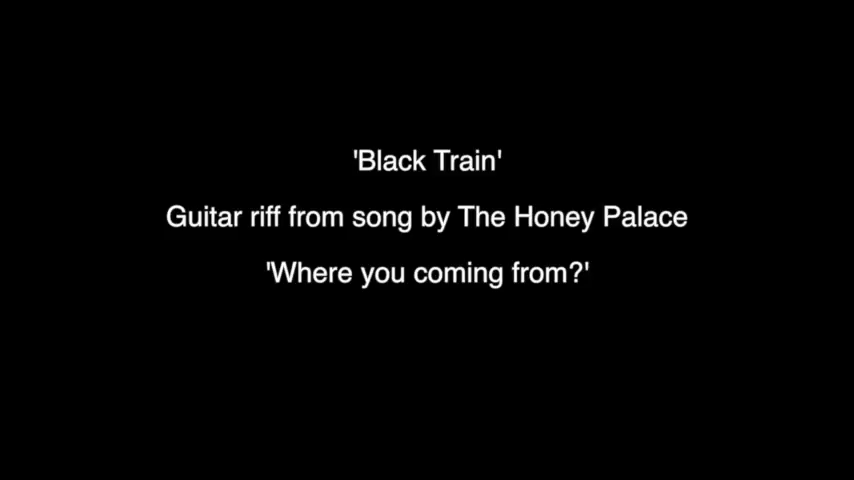 'Black Train'
Guitar riff from song by The Honey Palace
'Where you coming from?'